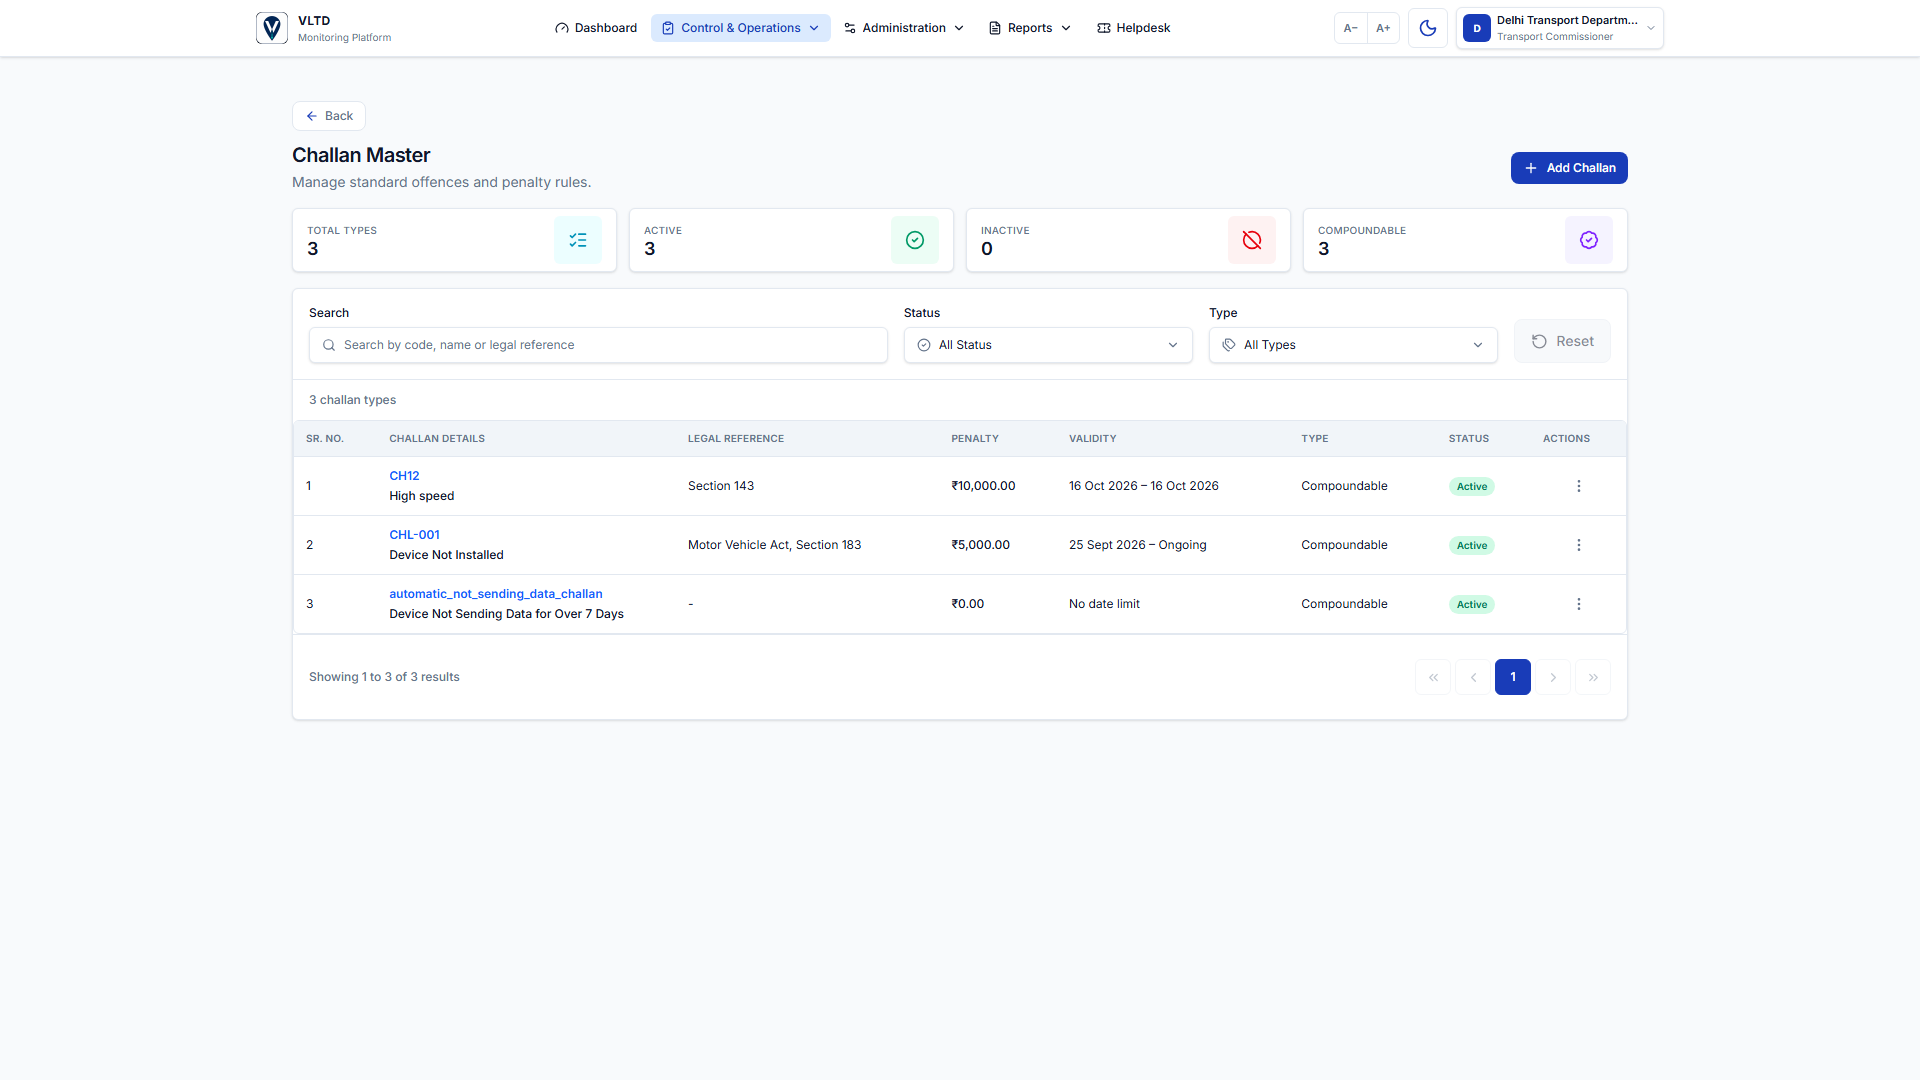 VLTD
Monitoring Platform
Dashboard
Control & Operations
Administration
Reports
Helpdesk
A−
A+
D
Delhi Transport Departm...
Transport Commissioner
Back
Challan Master
Manage standard offences and penalty rules.
Add Challan
TOTAL TYPES
3
ACTIVE
3
INACTIVE
0
COMPOUNDABLE
3
Search
Search by code, name or legal reference
Status
All Status
Type
All Types
Reset
3 challan types
SR. NO. CHALLAN DETAILS LEGAL REFERENCE PENALTY VALIDITY TYPE STATUS ACTIONS
1 CH12 High speed Section 143 ₹10,000.00 16 Oct 2026 – 16 Oct 2026 Compoundable Active
2 CHL-001 Device Not Installed Motor Vehicle Act, Section 183 ₹5,000.00 25 Sept 2026 – Ongoing Compoundable Active
3 automatic_not_sending_data_challan Device Not Sending Data for Over 7 Days - ₹0.00 No date limit Compoundable Active
Showing 1 to 3 of 3 results
« ‹ 1 › »